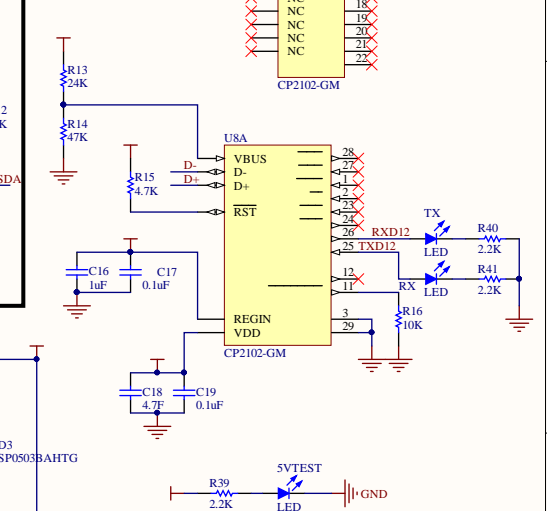 NC
NC
NC
NC
18
19
20
21
22
CP2102-GM
R13
24K
R14
47K
2
K
SDA
R15
4.7K
D-
D+
U8A
VBUS
D-
D+
RST
REGIN
VDD
28
27
1
2
23
24
26
25
12
11
3
29
CP2102-GM
RXD12
TXD12
TX
LED
R40
2.2K
RX
LED
R41
2.2K
R16
10K
C16
1uF
C17
0.1uF
C18
4.7F
C19
0.1uF
D3
SP0503BAHTG
R39
2.2K
5VTEST
LED
GND